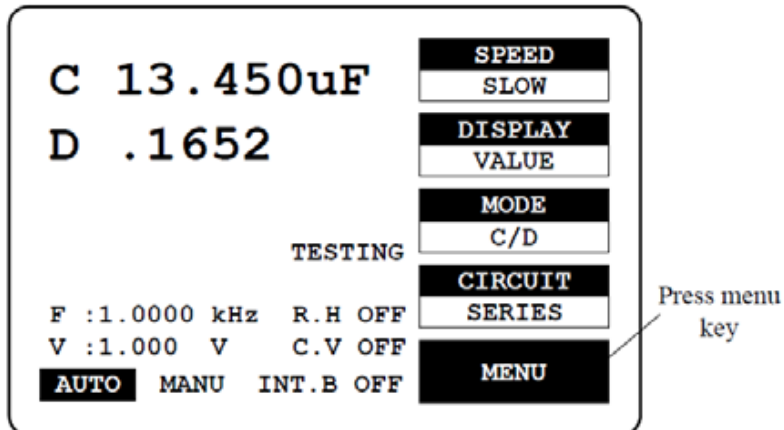 C 13.450uF
D .1652
TESTING
F :1.0000 kHz R.H OFF
V :1.000 V C.V OFF
AUTO MANU INT.B OFF
SPEED
SLOW
DISPLAY
VALUE
MODE
C/D
CIRCUIT
SERIES
MENU
Press menu
key